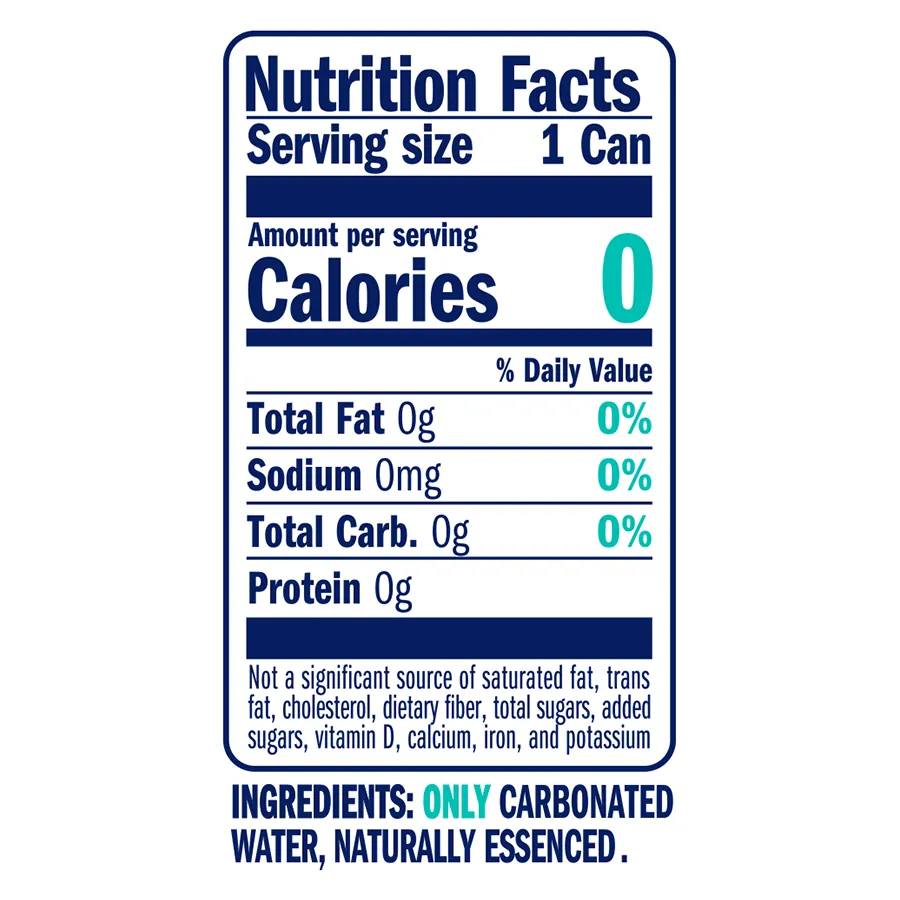 Nutrition Facts
Serving size 1 Can
Amount per serving
Calories 0
% Daily Value
Total Fat 0g 0%
Sodium 0mg 0%
Total Carb. 0g 0%
Protein 0g
Not a significant source of saturated fat, trans
fat, cholesterol, dietary fiber, total sugars, added
sugars, vitamin D, calcium, iron, and potassium
INGREDIENTS: ONLY CARBONATED
WATER, NATURALLY ESSENCED.